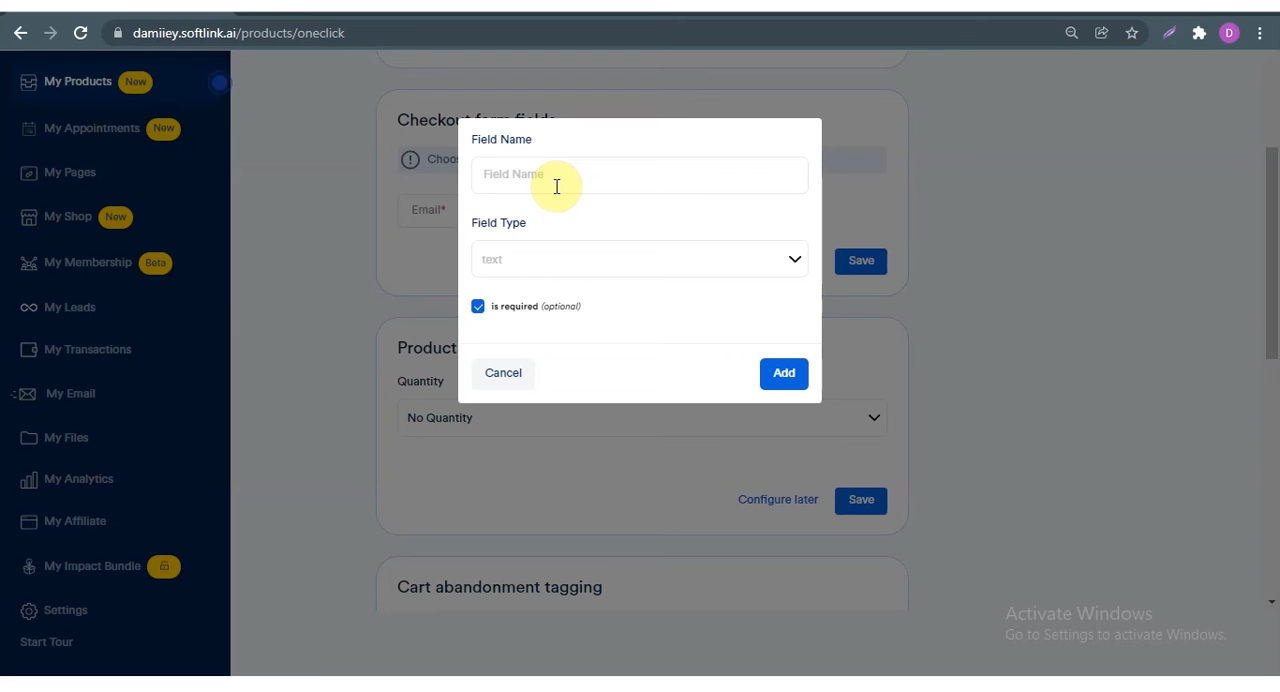 damiiey.softlink.ai/products/oneclick
D
My Products New
My Appointments New
My Pages
My Shop New
My Membership Beta
My Leads
My Transactions
My Email
My Files
My Analytics
My Affiliate
My Impact Bundle
Settings
Start Tour
Checkout form fields
Choo
Email*
Save
Field Name
Field Name
Field Type
text
is required (optional)
Cancel
Add
Product
Quantity
No Quantity
Configure later
Save
Cart abandonment tagging
Activate Windows
Go to Settings to activate Windows.